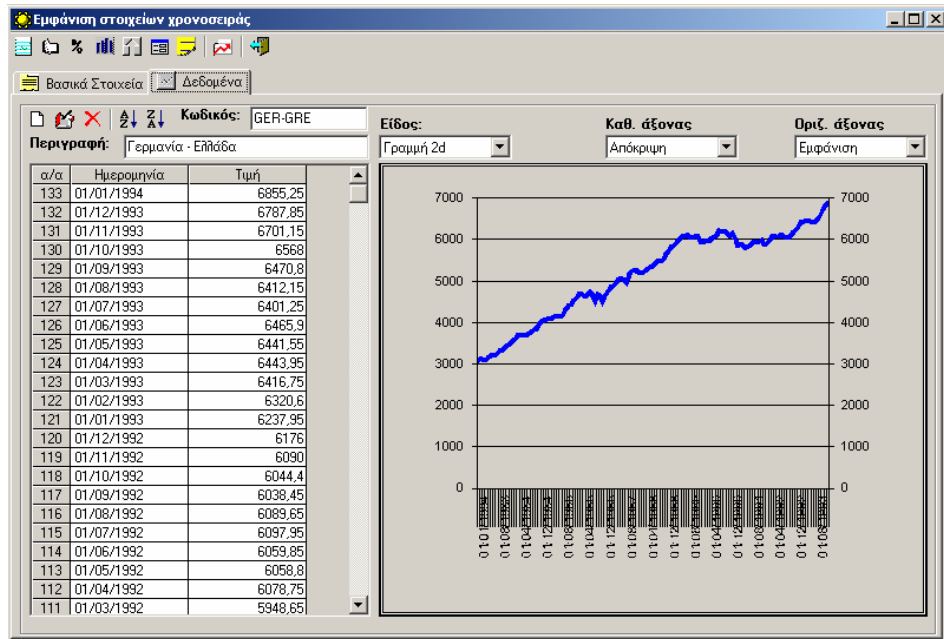 Εμφάνιση στοιχείων χρονοσειράς
Βασικά Στοιχεία Δεδομένα
Κωδικός: GER-GRE
Περιγραφή: Γερμανία - Ελλάδα
Είδος: Καθ. άξονας Οριζ. άξονας
Γραμμή 2d Απόκριψη Εμφάνιση
α/α Ημερομηνία Τιμή
133 01/01/1994 6855,25
132 01/12/1993 6787,85
131 01/11/1993 6701,15
130 01/10/1993 6568
129 01/09/1993 6470,8
128 01/08/1993 6412,15
127 01/07/1993 6401,25
126 01/06/1993 6465,9
125 01/05/1993 6441,55
124 01/04/1993 6443,95
123 01/03/1993 6416,75
122 01/02/1993 6320,6
121 01/01/1993 6237,95
120 01/12/1992 6176
119 01/11/1992 6090
118 01/10/1992 6044,4
117 01/09/1992 6038,45
116 01/08/1992 6089,65
115 01/07/1992 6097,95
114 01/06/1992 6059,85
113 01/05/1992 6058,8
112 01/04/1992 6078,75
111 01/03/1992 5948,65
7000 7000
6000 6000
5000 5000
4000 4000
3000 3000
2000 2000
1000 1000
0 0